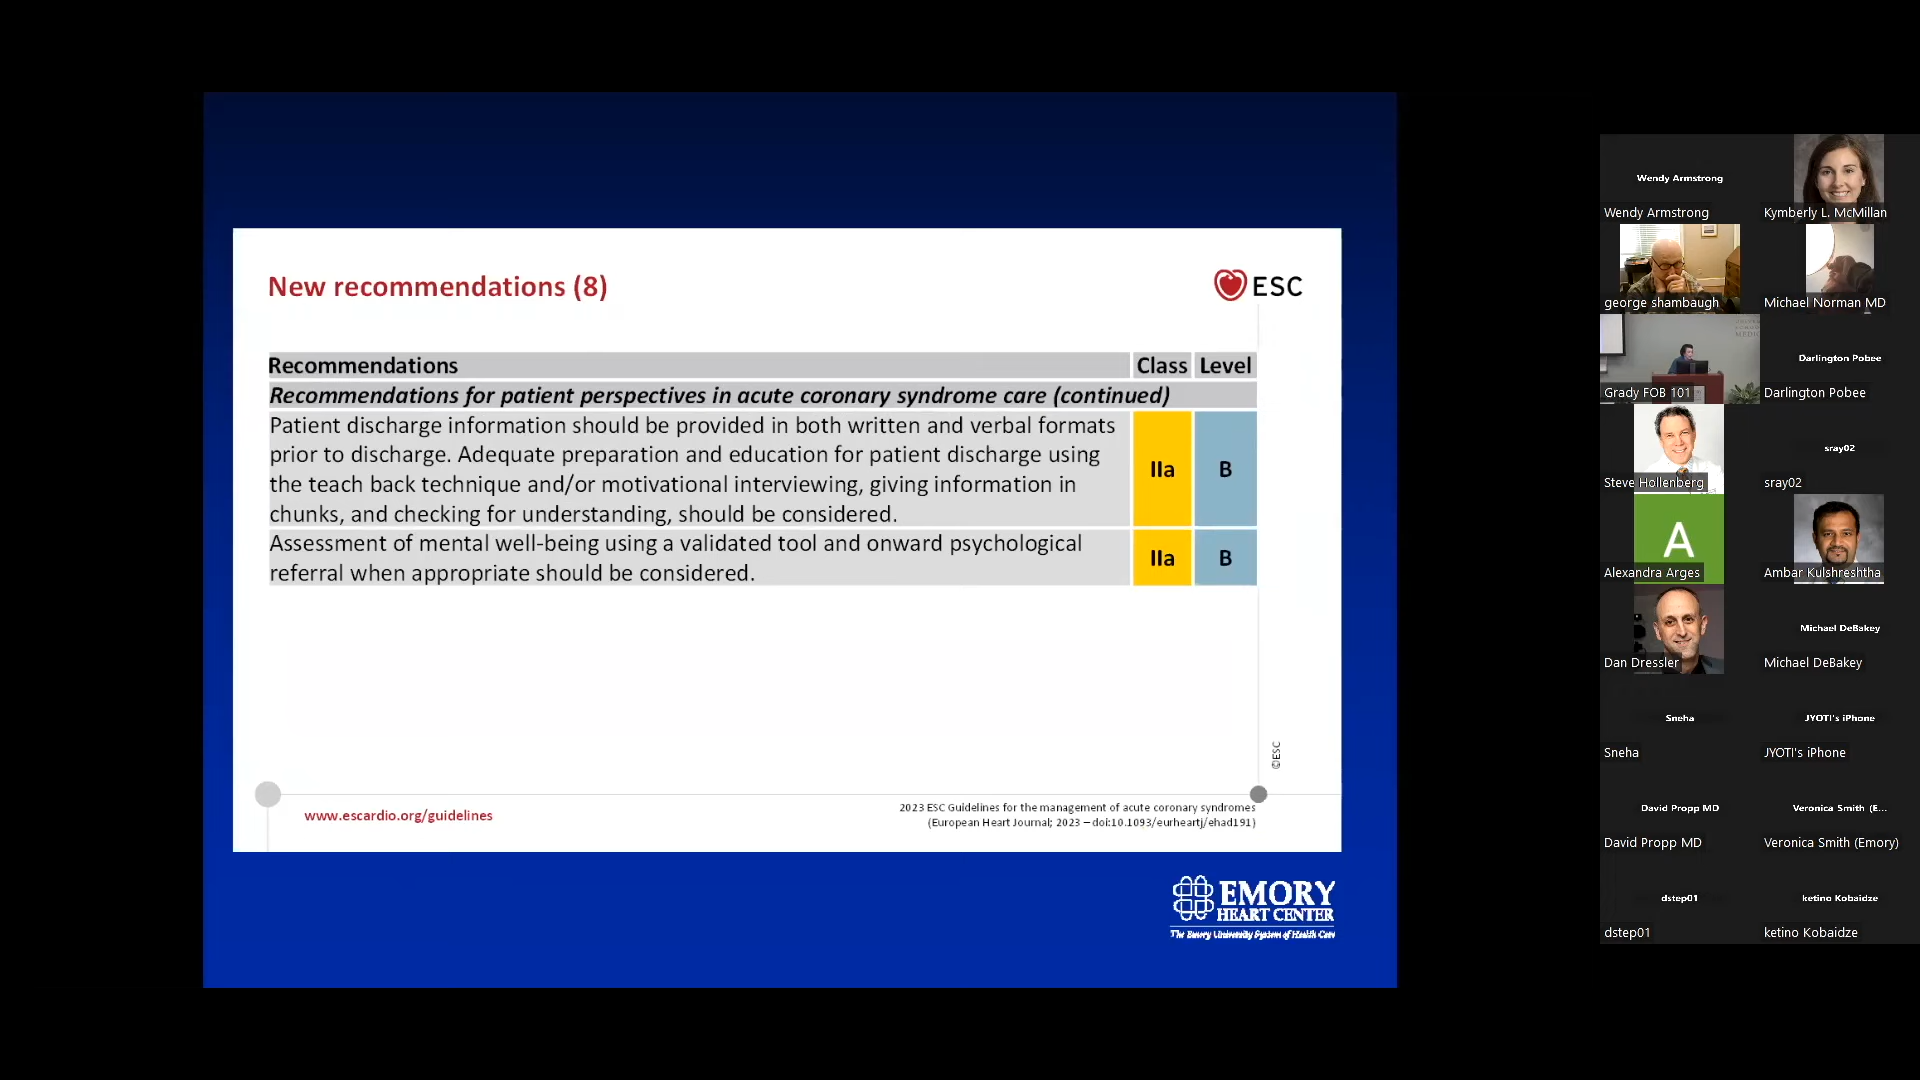 New recommendations (8)
ESC
Recommendations Class Level
Recommendations for patient perspectives in acute coronary syndrome care (continued)
Patient discharge information should be provided in both written and verbal formats
prior to discharge. Adequate preparation and education for patient discharge using
the teach back technique and/or motivational interviewing, giving information in
chunks, and checking for understanding, should be considered.
IIa B
Assessment of mental well-being using a validated tool and onward psychological
referral when appropriate should be considered.
IIa B
©ESC
www.escardio.org/guidelines
2023 ESC Guidelines for the management of acute coronary syndromes
(European Heart Journal; 2023 – doi:10.1093/eurheartj/ehad191)
EMORY
HEART CENTER
The Emory University System of Health Care
Wendy Armstrong
Wendy Armstrong
Kymberly L. McMillan
george shambaugh
Michael Norman MD
Grady FOB 101
Darlington Pobee
Darlington Pobee
Steve Hollenberg
sray02
sray02
A
Alexandra Arges
Ambar Kulshreshtha
Dan Dressler
Michael DeBakey
Michael DeBakey
Sneha
Sneha
JYOTI's iPhone
JYOTI's iPhone
David Propp MD
David Propp MD
Veronica Smith (E...
Veronica Smith (Emory)
dstep01
dstep01
ketino Kobaidze
ketino Kobaidze